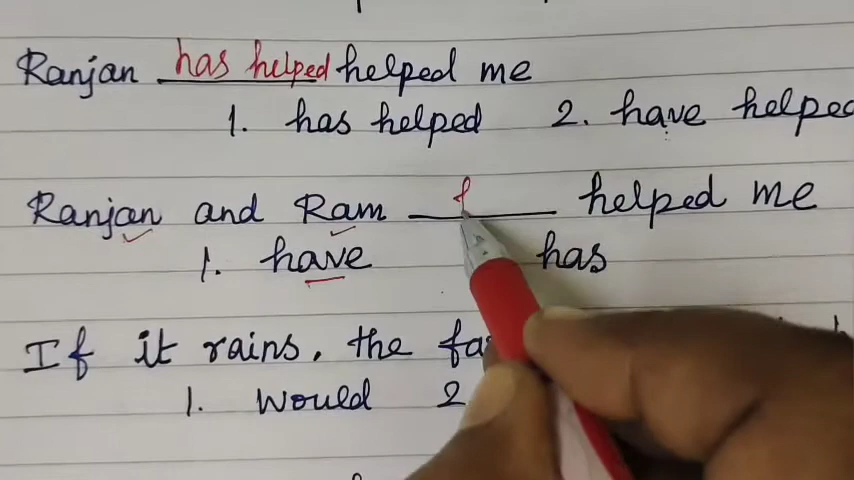 Ranjan has helped helped me
1. has helped 2. have helped
Ranjan and Ram helped me
1. have has
If it rains, the
1. would 2